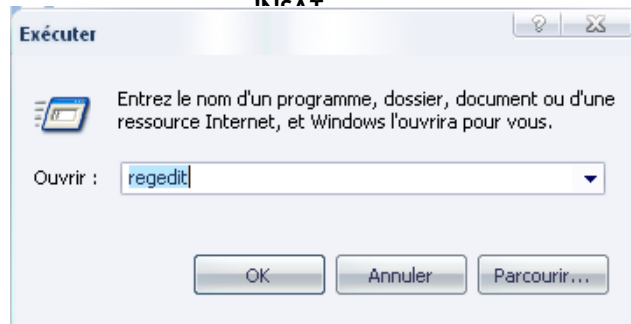 INSAT
Exécuter
Entrez le nom d'un programme, dossier, document ou d'une
ressource Internet, et Windows l'ouvrira pour vous.
Ouvrir : regedit
OK Annuler Parcourir...